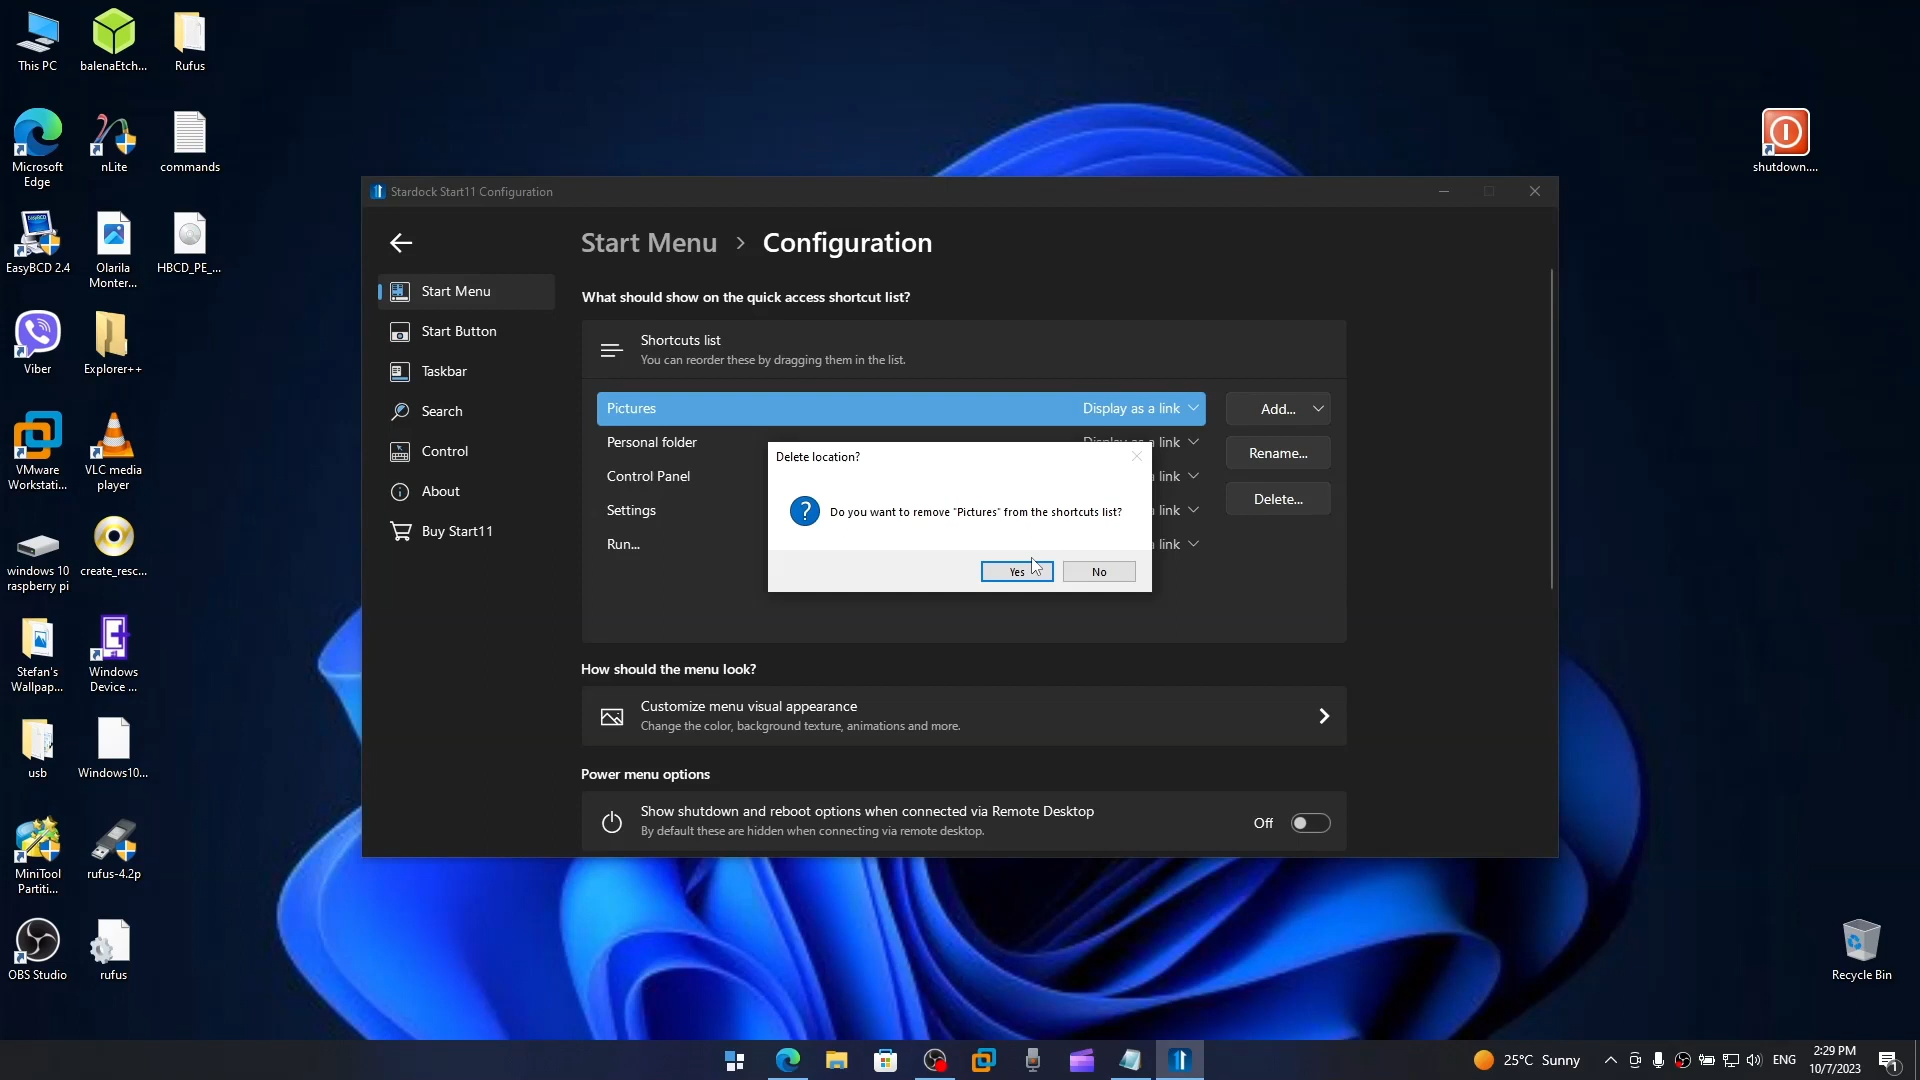 This PC
balenaEtch...
Rufus
Microsoft
Edge
nLite
commands
EasyBCD 2.4
Olarila
Monter...
HBCD_PE_...
Viber
Explorer++
VMware
Workstati...
VLC media
player
windows 10
raspberry pi
create_resc...
Stefan's
Wallpap...
Windows
Device ...
usb
Windows10...
MiniTool
Partiti...
rufus-4.2p
OBS Studio
rufus
shutdown....
Recycle Bin
Stardock Start11 Configuration
Start Menu
Start Button
Taskbar
Search
Control
About
Buy Start11
Start Menu > Configuration
What should show on the quick access shortcut list?
Shortcuts list
You can reorder these by dragging them in the list.
Pictures Display as a link
Personal folder Display as a link
Control Panel a link
Settings a link
Run... a link
Add...
Rename...
Delete...
Delete location?
Do you want to remove "Pictures" from the shortcuts list?
Yes No
How should the menu look?
Customize menu visual appearance
Change the color, background texture, animations and more.
Power menu options
Show shutdown and reboot options when connected via Remote Desktop
By default these are hidden when connecting via remote desktop.
Off
25°C Sunny
ENG
2:29 PM
10/7/2023
1